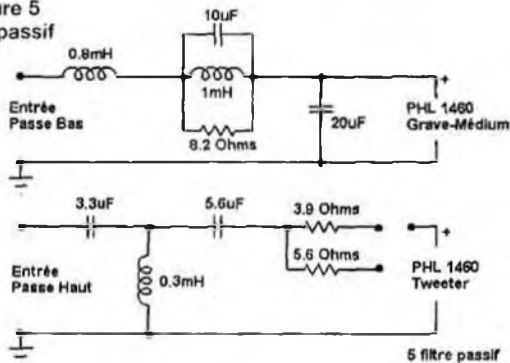 ure 5
passif
10uF
0.8mH
1mH
8.2 Ohms
20uF
Entrée
Passe Bas
+
PHL 1460
Grave-Médium
3.3uF
5.6uF
3.9 Ohms
5.6 Ohms
0.3mH
Entrée
Passe Haut
+
PHL 1460
Tweeter
5 filtre passif